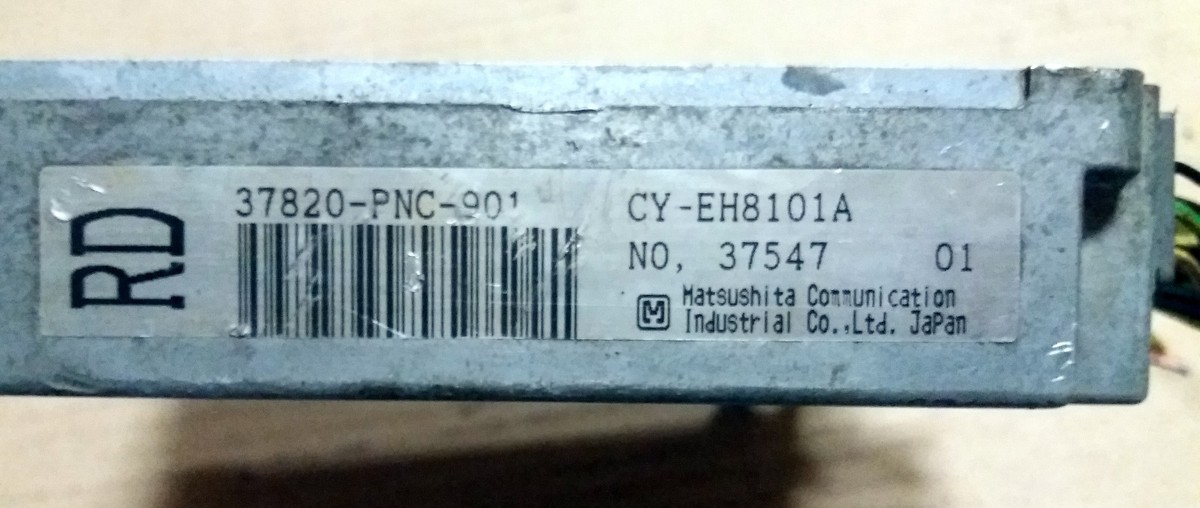 RD
37820-PNC-901
CY-EH8101A
NO, 37547 01
M Matsushita Communication
Industrial Co.,Ltd. JaPan